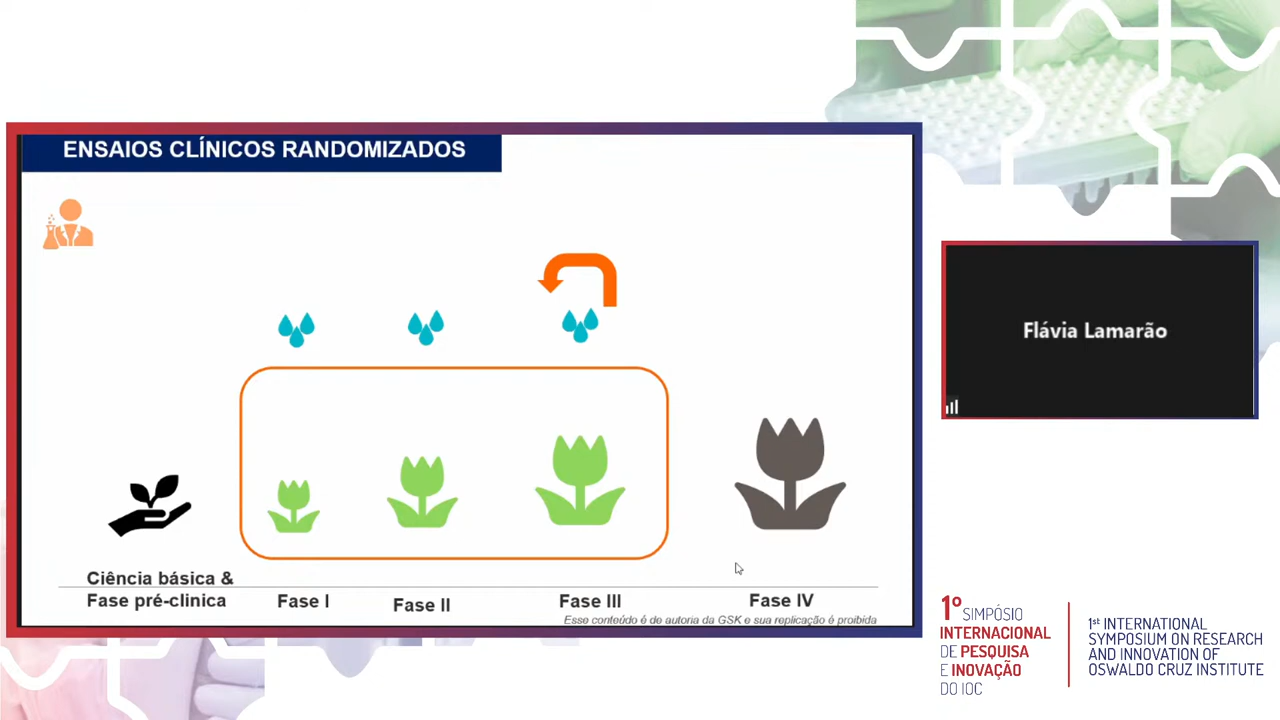 ENSAIOS CLÍNICOS RANDOMIZADOS
Ciência básica &
Fase pré-clinica
Fase I
Fase II
Fase III
Fase IV
Esse conteúdo é de autoria da GSK e sua replicação é proibida
Flávia Lamarão
1º SIMPÓSIO
INTERNACIONAL
DE PESQUISA
E INOVAÇÃO
DO IOC
1st INTERNATIONAL
SYMPOSIUM ON RESEARCH
AND INNOVATION OF
OSWALDO CRUZ INSTITUTE